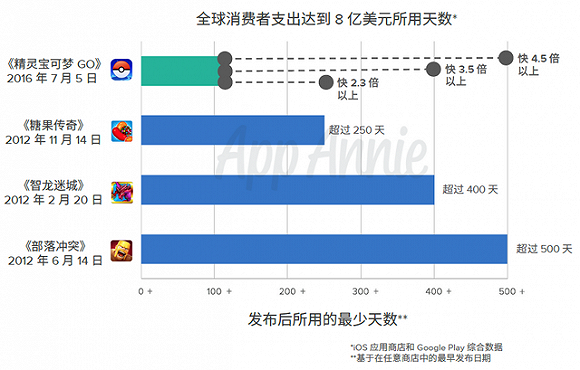 全球消费者支出达到 8 亿美元所用天数*
《精灵宝可梦 GO》
2016 年 7 月 5 日
快 4.5 倍
以上
快 3.5 倍
以上
快 2.3 倍
以上
《糖果传奇》
2012 年 11 月 14 日
超过 250 天
App Annie
《智龙迷城》
2012 年 2 月 20 日
超过 400 天
《部落冲突》
2012 年 6 月 14 日
超过 500 天
0 +
100 +
200 +
300 +
400 +
500 +
发布后所用的最少天数**
*iOS 应用商店和 Google Play 综合数据
**基于在任意商店中的最早发布日期